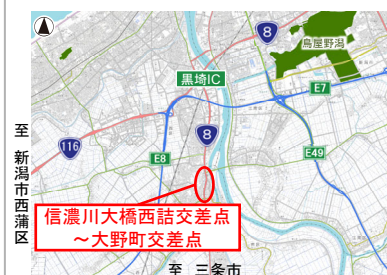 8
鳥屋野潟
黒埼IC
E7
8
116
E8
E49
至 新潟市西蒲区
信濃川大橋西詰交差点
～大野町交差点
至 三条市